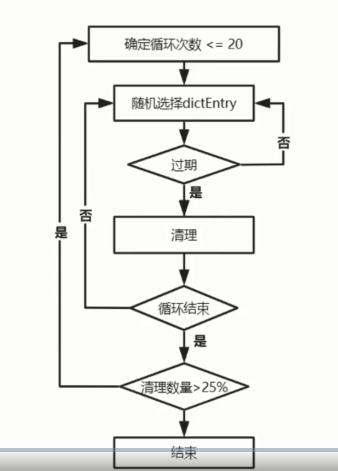 确定循环次数 <= 20
随机选择dictEntry
否
过期
是
清理
否
是
循环结束
是
清理数量>25%
结束